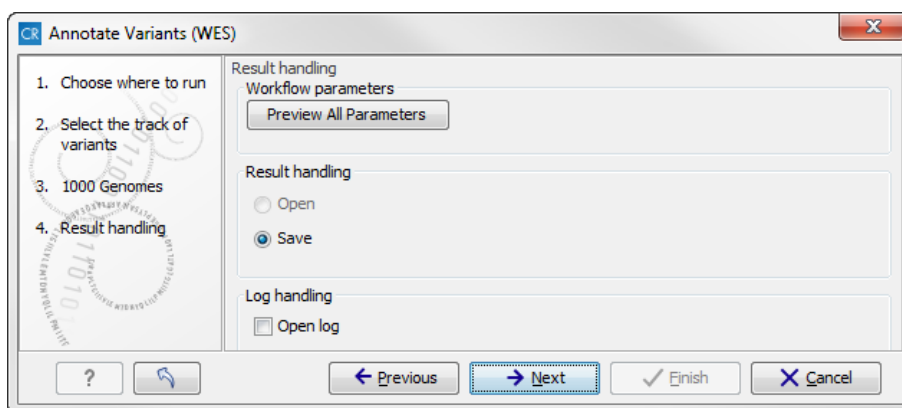 CR Annotate Variants (WES)
1. Choose where to run
2. Select the track of
variants
3. 1000 Genomes
4. Result handling
Result handling
Workflow parameters
Preview All Parameters
Result handling
Open
Save
Log handling
Open log
?
Previous
Next
Finish
Cancel